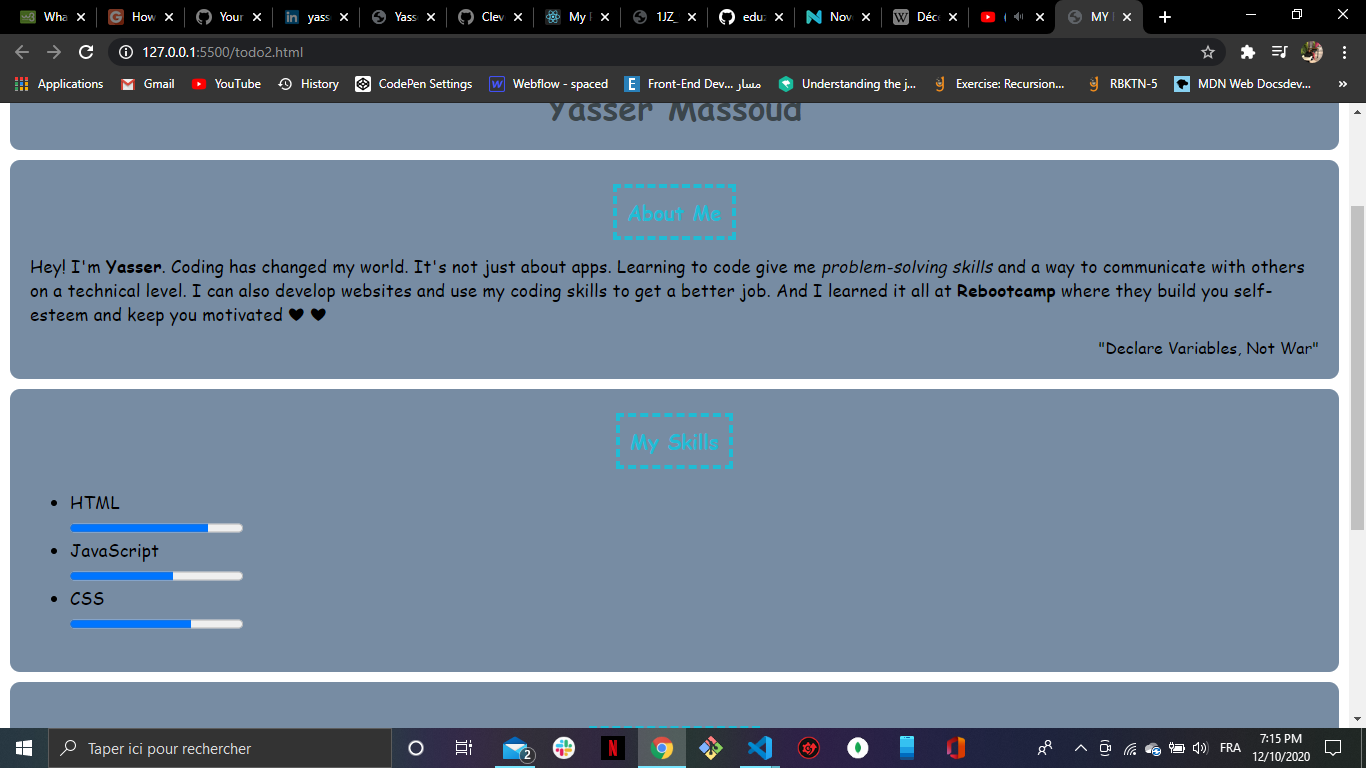 Wha
How
Your
yass
Yasse
Clev
My
1JZ_
edu
Nov
Déc
MY
127.0.0.1:5500/todo2.html
Applications
Gmail
YouTube
History
CodePen Settings
Webflow - spaced
Front-End Dev... مسار
Understanding the j...
Exercise: Recursion...
RBKTN-5
MDN Web Docsdev...
»
Yasser Massoud
About Me
Hey! I'm Yasser. Coding has changed my world. It's not just about apps. Learning to code give me problem-solving skills and a way to communicate with others
on a technical level. I can also develop websites and use my coding skills to get a better job. And I learned it all at Rebootcamp where they build you self-
esteem and keep you motivated ♥ ♥
"Declare Variables, Not War"
My Skills
• HTML
• JavaScript
• CSS
Taper ici pour rechercher
2
FRA
7:15 PM
12/10/2020